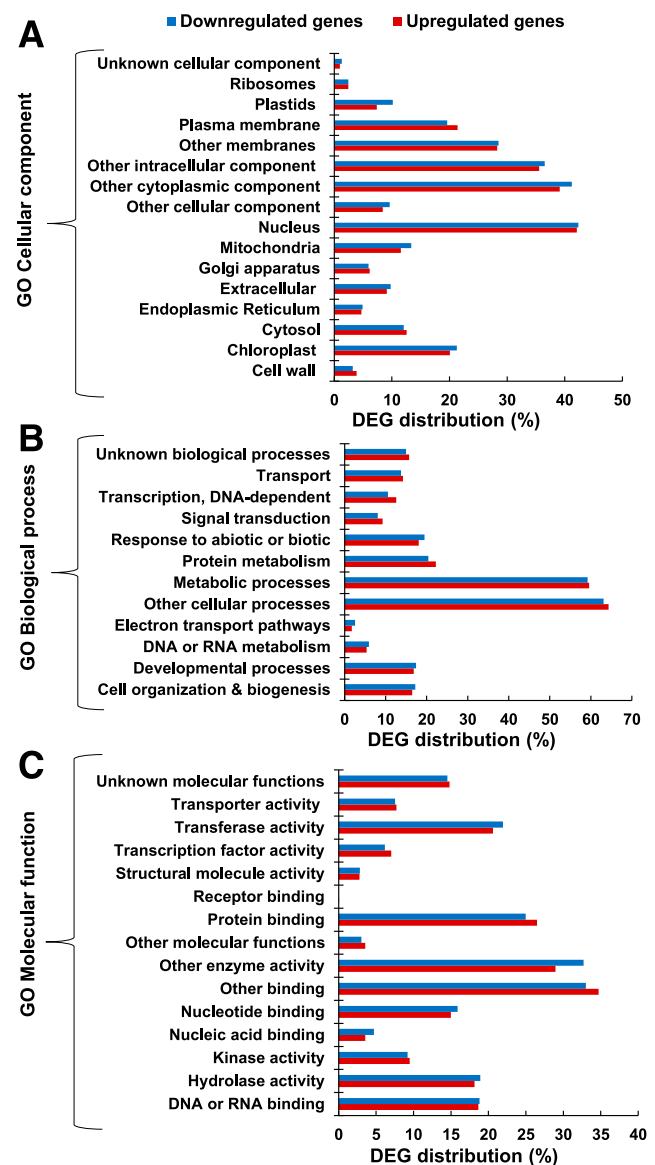 Downregulated genes Upregulated genes
A
GO Cellular component
Unknown cellular component
Ribosomes
Plastids
Plasma membrane
Other membranes
Other intracellular component
Other cytoplasmic component
Other cellular component
Nucleus
Mitochondria
Golgi apparatus
Extracellular
Endoplasmic Reticulum
Cytosol
Chloroplast
Cell wall
0 10 20 30 40 50
DEG distribution (%)
B
GO Biological process
Unknown biological processes
Transport
Transcription, DNA-dependent
Signal transduction
Response to abiotic or biotic
Protein metabolism
Metabolic processes
Other cellular processes
Electron transport pathways
DNA or RNA metabolism
Developmental processes
Cell organization & biogenesis
0 10 20 30 40 50 60 70
DEG distribution (%)
C
GO Molecular function
Unknown molecular functions
Transporter activity
Transferase activity
Transcription factor activity
Structural molecule activity
Receptor binding
Protein binding
Other molecular functions
Other enzyme activity
Other binding
Nucleotide binding
Nucleic acid binding
Kinase activity
Hydrolase activity
DNA or RNA binding
0 5 10 15 20 25 30 35 40
DEG distribution (%)